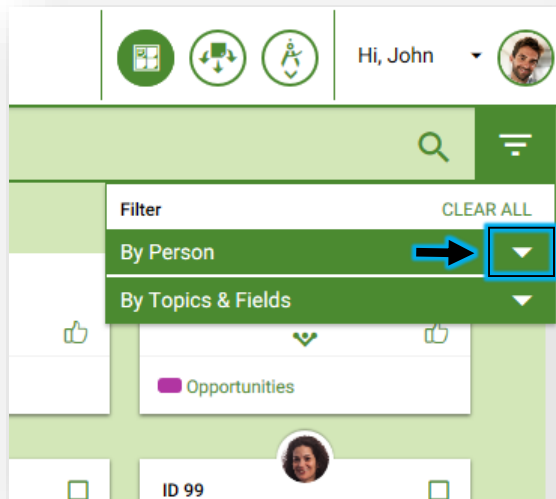 Hi, John
Filter
CLEAR ALL
By Person
By Topics & Fields
Opportunities
ID 99